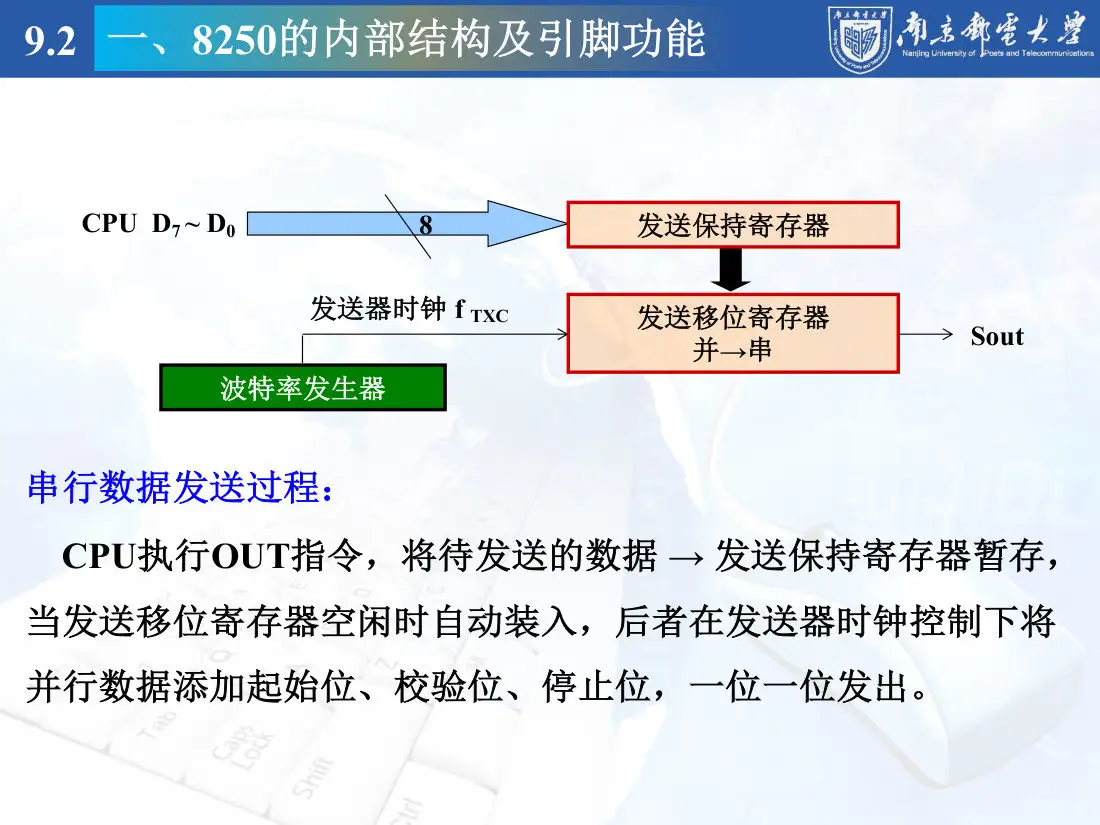 9.2 一、8250的内部结构及引脚功能
南京邮电大学
Nanjing University of Posts and Telecommunications
CPU D7 ~ D0
8
发送保持寄存器
发送器时钟 f TXC
发送移位寄存器
并→串
Sout
波特率发生器
串行数据发送过程:
CPU执行OUT指令，将待发送的数据 → 发送保持寄存器暂存，
当发送移位寄存器空闲时自动装入，后者在发送器时钟控制下将
并行数据添加起始位、校验位、停止位，一位一位发出。
Tab
Caps
Lock
Shift
Ctrl